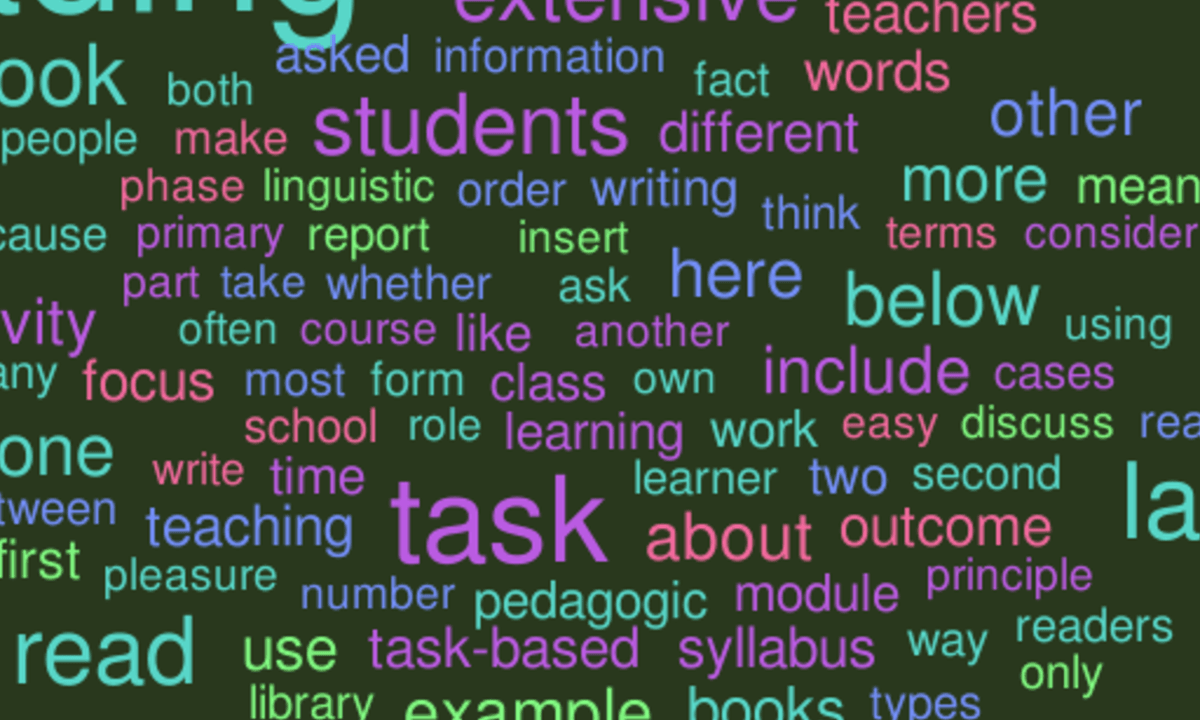 extensive teachers
asked information
ook both fact words
people make students different other
phase linguistic order writing more mean
think
cause primary report insert terms consider
part take whether ask here below
vity often course like another using
any focus most form class own include cases
school role learning work easy discuss rea
one write time learner two second
tween teaching task about outcome la
first pleasure number pedagogic module principle
read use task-based syllabus way readers
only
library example books types